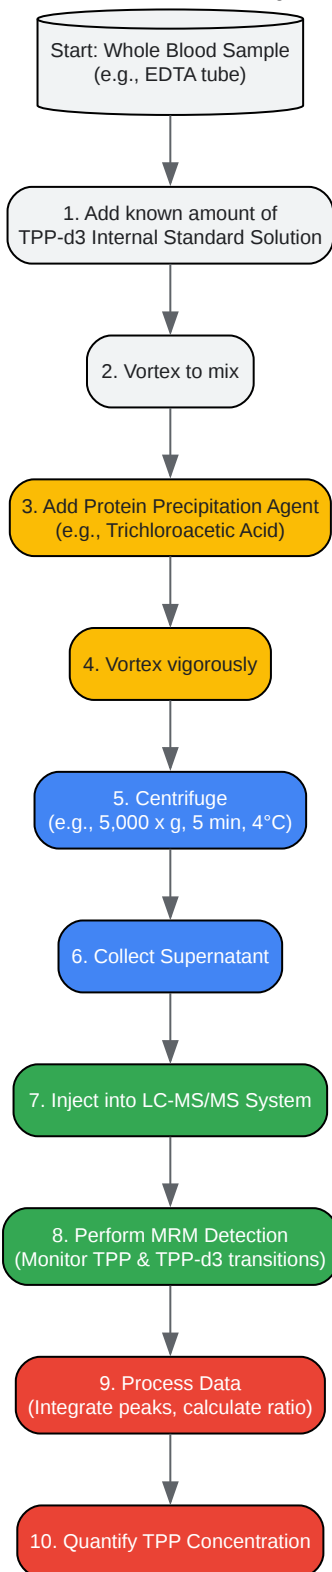 Start: Whole Blood Sample
(e.g., EDTA tube)
1. Add known amount of
TPP-d3 Internal Standard Solution
2. Vortex to mix
3. Add Protein Precipitation Agent
(e.g., Trichloroacetic Acid)
4. Vortex vigorously
5. Centrifuge
(e.g., 5,000 x g, 5 min, 4°C)
6. Collect Supernatant
7. Inject into LC-MS/MS System
8. Perform MRM Detection
(Monitor TPP & TPP-d3 transitions)
9. Process Data
(Integrate peaks, calculate ratio)
10. Quantify TPP Concentration